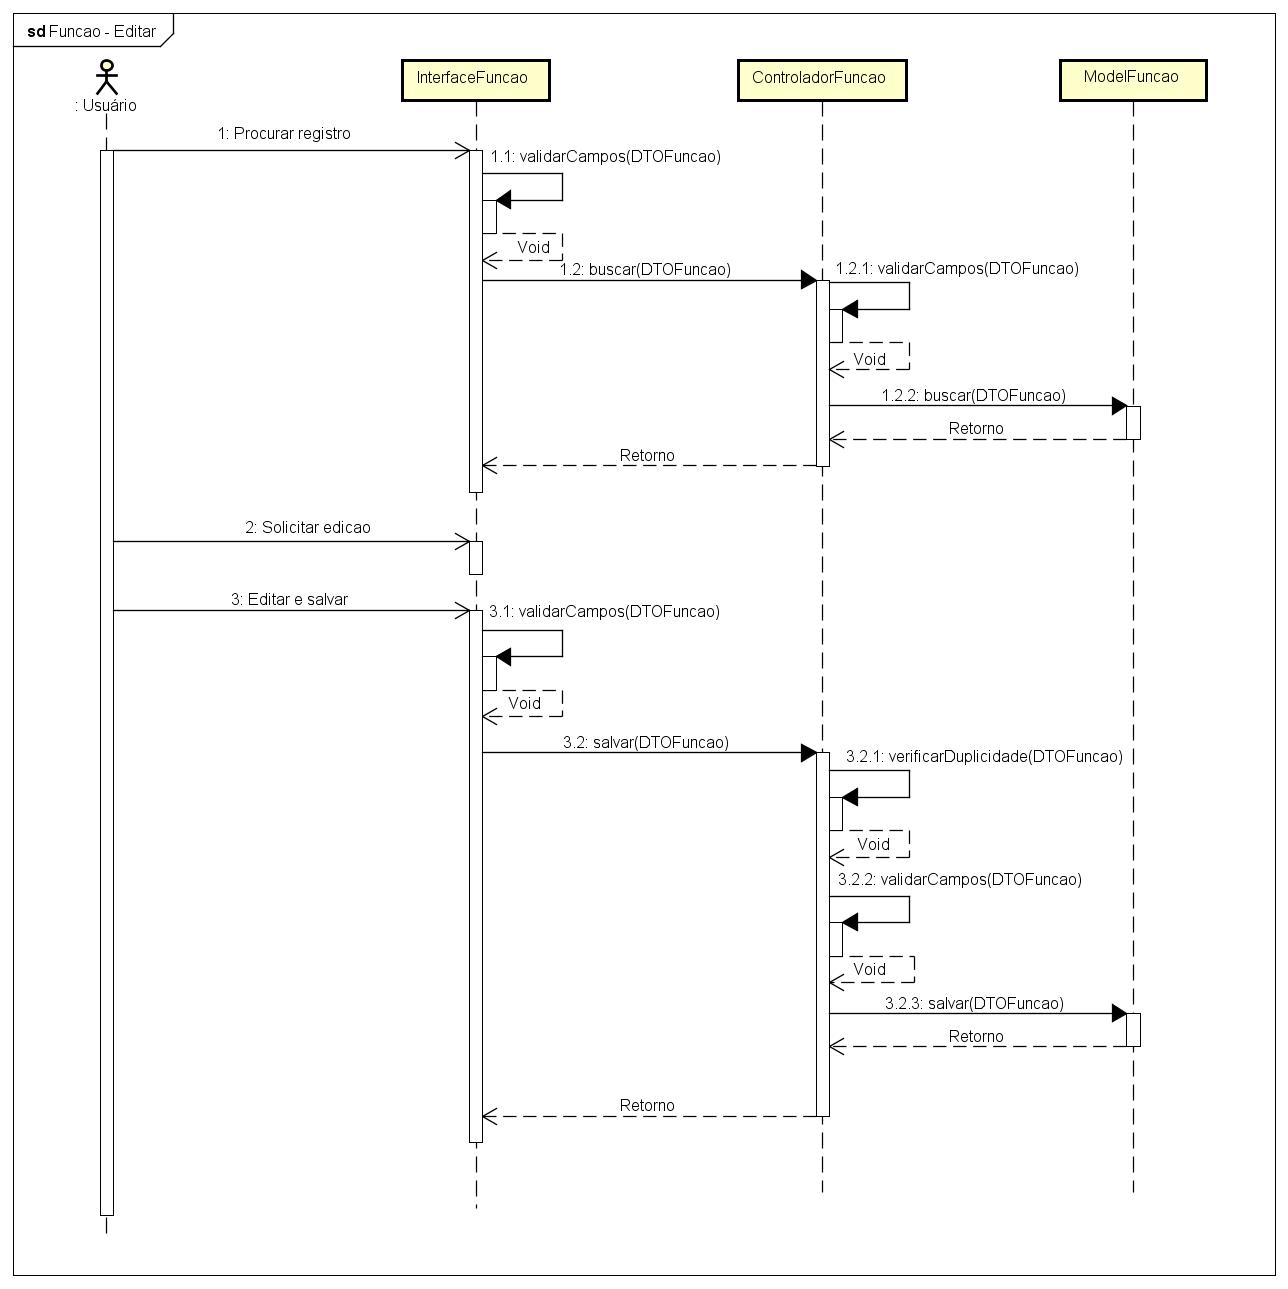 sd Funcao - Editar
: Usuário
InterfaceFuncao
ControladorFuncao
ModelFuncao
1: Procurar registro
1.1: validarCampos(DTOFuncao)
Void
1.2: buscar(DTOFuncao)
1.2.1: validarCampos(DTOFuncao)
Void
1.2.2: buscar(DTOFuncao)
Retorno
Retorno
2: Solicitar edicao
3: Editar e salvar
3.1: validarCampos(DTOFuncao)
Void
3.2: salvar(DTOFuncao)
3.2.1: verificarDuplicidade(DTOFuncao)
Void
3.2.2: validarCampos(DTOFuncao)
Void
3.2.3: salvar(DTOFuncao)
Retorno
Retorno